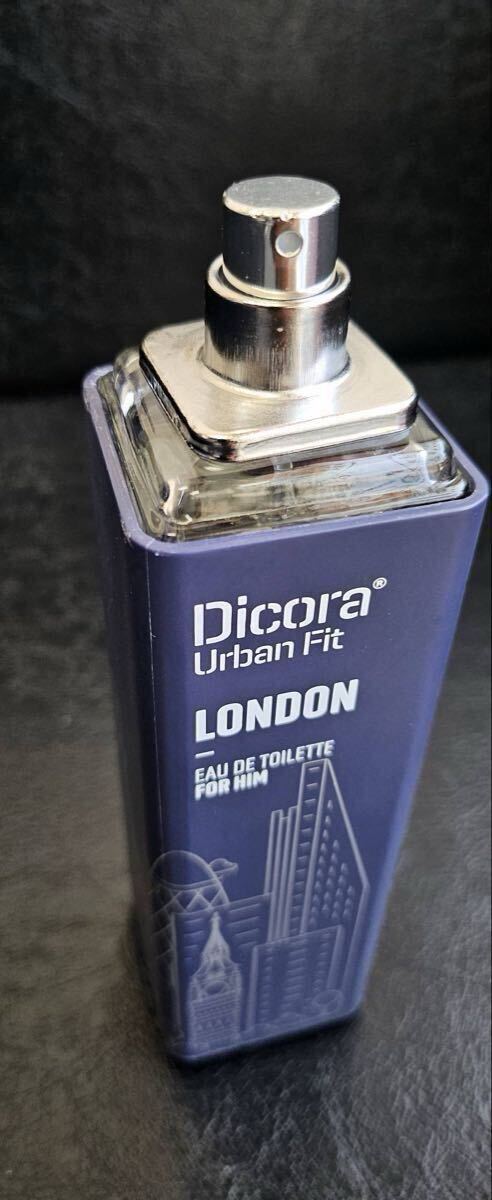 Dicora®
Urban Fit
LONDON
EAU DE TOILETTE
FOR HIM